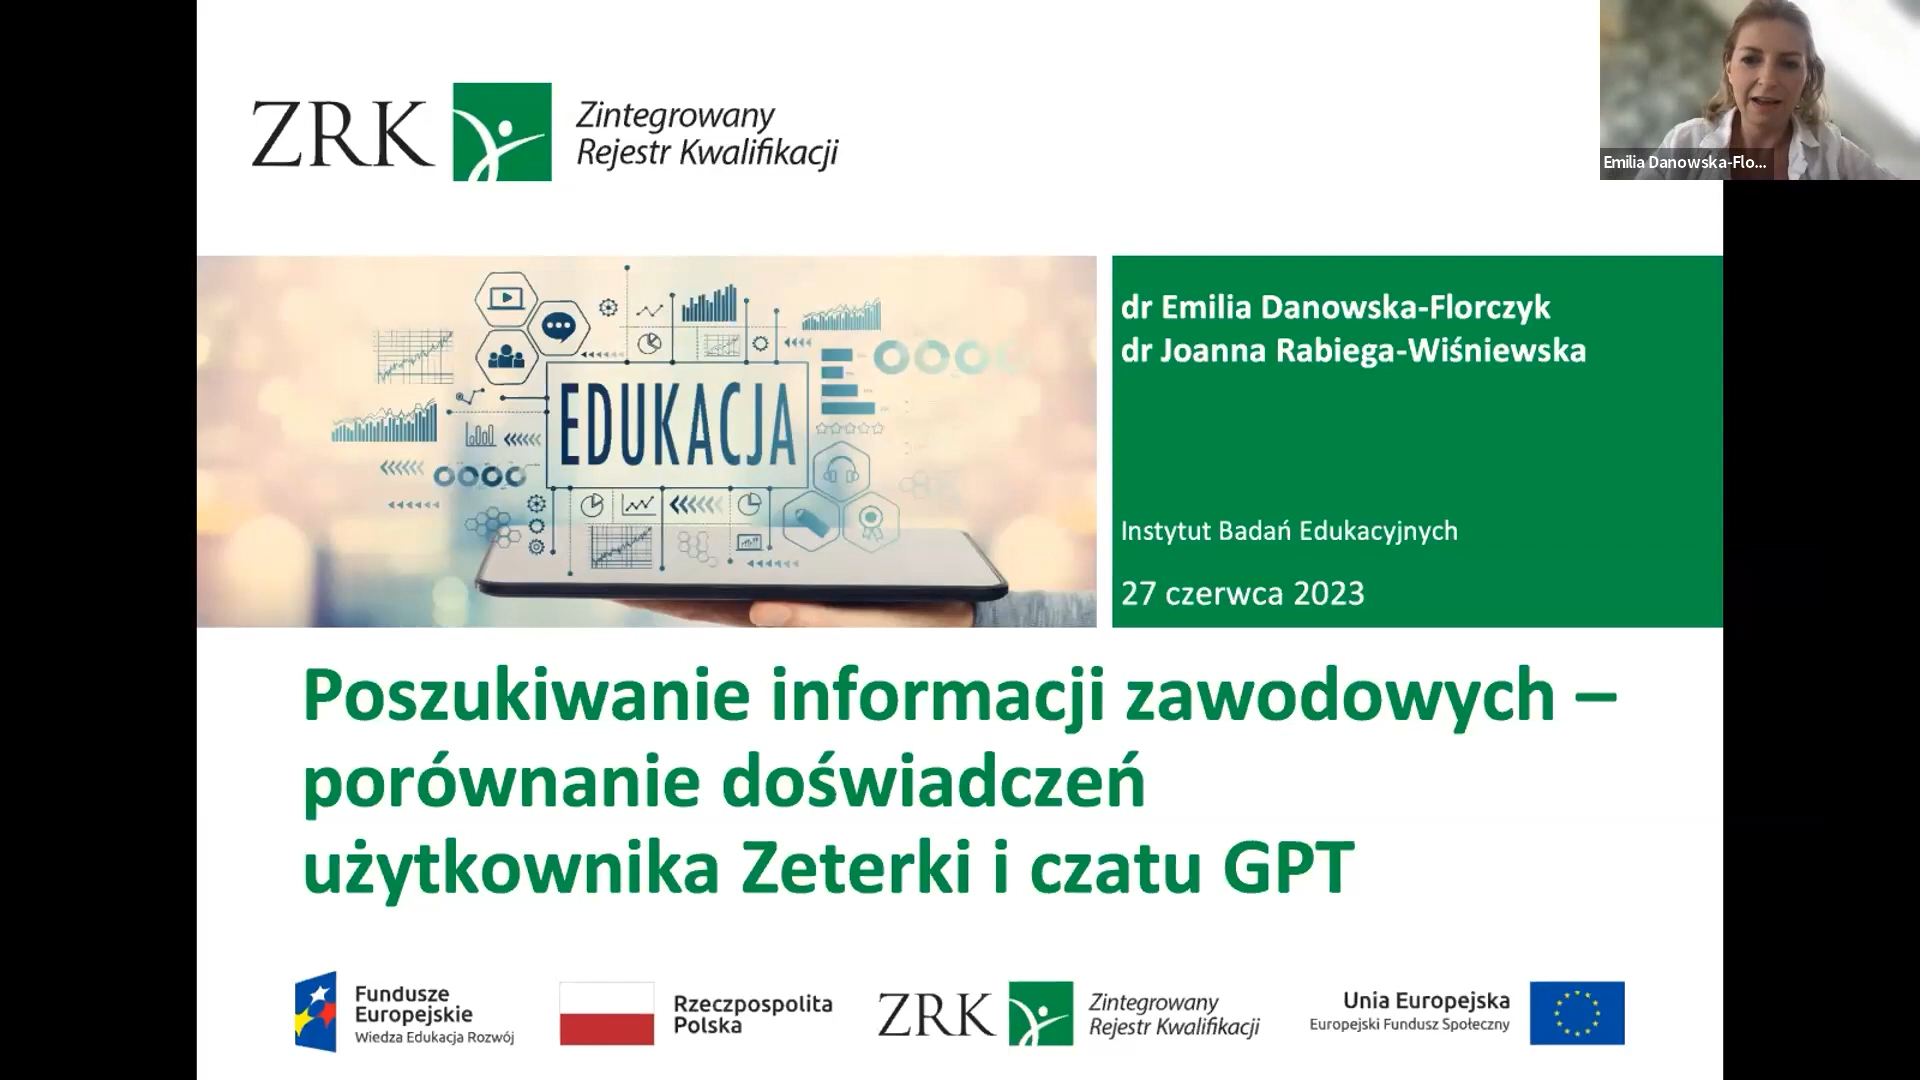 ZRK
Zintegrowany
Rejestr Kwalifikacji
Emilia Danowska-Flo...
EDUKACJA
dr Emilia Danowska-Florczyk
dr Joanna Rabiega-Wiśniewska
Instytut Badań Edukacyjnych
27 czerwca 2023
Poszukiwanie informacji zawodowych –
porównanie doświadczeń
użytkownika Zeterki i czatu GPT
Fundusze
Europejskie
Wiedza Edukacja Rozwój
Rzeczpospolita
Polska
ZRK
Zintegrowany
Rejestr Kwalifikacji
Unia Europejska
Europejski Fundusz Społeczny